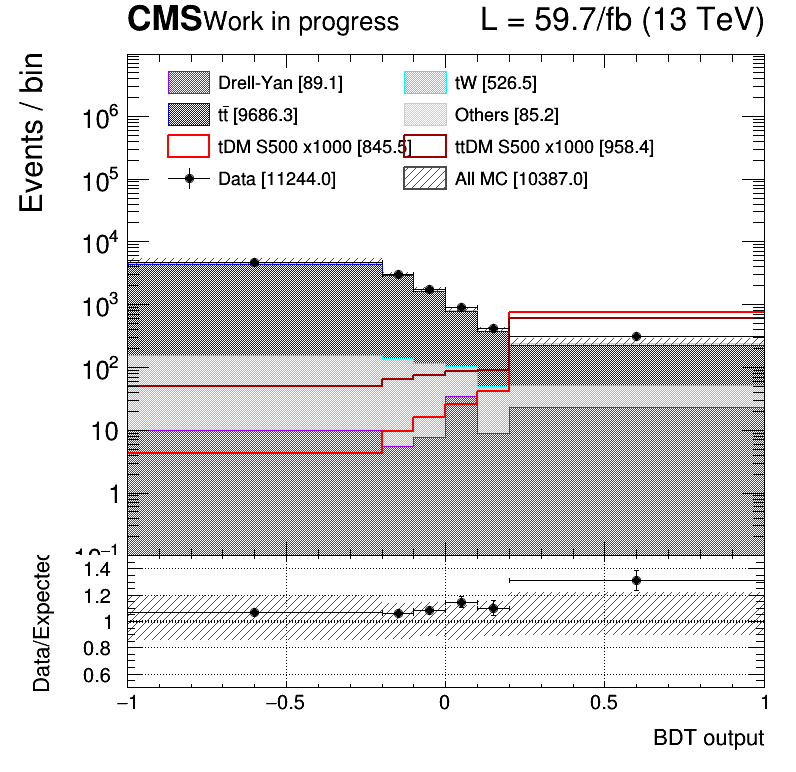 CMS Work in progress L = 59.7/fb (13 TeV)
Events / bin
Drell-Yan [89.1] tW [526.5]
tt̄ [9686.3] Others [85.2]
tDM S500 x1000 [845.5] ttDM S500 x1000 [958.4]
Data [11244.0] All MC [10387.0]
10⁶
10⁵
10⁴
10³
10²
10
1
10⁻¹
Data/Expected
1.4
1.2
1
0.8
0.6
−1 −0.5 0 0.5 1
BDT output